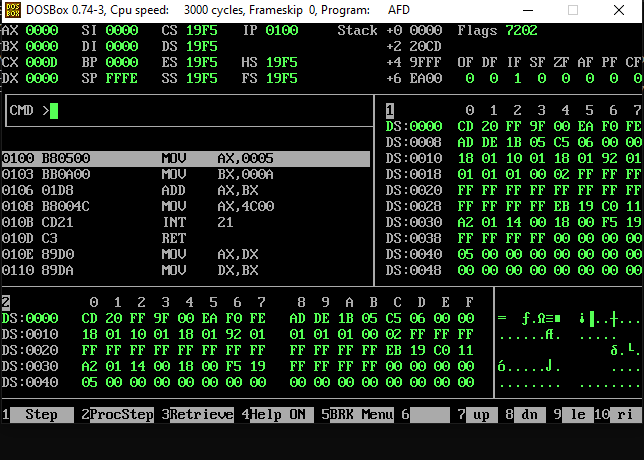 DOSBox 0.74-3, Cpu speed: 3000 cycles, Frameskip 0, Program: AFD
AX 0000 SI 0000 CS 19F5 IP 0100 Stack +0 0000 Flags 7202
BX 0000 DI 0000 DS 19F5 +2 20CD
CX 000D BP 0000 ES 19F5 HS 19F5 +4 9FFF OF DF IF SF ZF AF PF CF
DX 0000 SP FFFE SS 19F5 FS 19F5 +6 EA00 0 0 1 0 0 0 0 0
CMD >
0100 B80500 MOV AX,0005
0103 BB0A00 MOV BX,000A
0106 01D8 ADD AX,BX
0108 B8004C MOV AX,4C00
010B CD21 INT 21
010D C3 RET
010E 89D0 MOV AX,DX
0110 89DA MOV DX,BX
1 0 1 2 3 4 5 6 7
DS:0000 CD 20 FF 9F 00 EA F0 FE
DS:0008 AD DE 1B 05 C5 06 00 00
DS:0010 18 01 10 01 18 01 92 01
DS:0018 01 01 01 00 02 FF FF FF
DS:0020 FF FF FF FF FF FF FF FF
DS:0028 FF FF FF FF EB 19 C0 11
DS:0030 A2 01 14 00 18 00 F5 19
DS:0038 FF FF FF FF 00 00 00 00
DS:0040 05 00 00 00 00 00 00 00
DS:0048 00 00 00 00 00 00 00 00
2 0 1 2 3 4 5 6 7 8 9 A B C D E F
DS:0000 CD 20 FF 9F 00 EA F0 FE AD DE 1B 05 C5 06 00 00 = ƒ.Ω≡■ ¡▐..┼...
DS:0010 18 01 10 01 18 01 92 01 01 01 01 00 02 FF FF FF ......ff. .....
DS:0020 FF FF FF FF FF FF FF FF FF FF FF FF EB 19 C0 11 δ.└.
DS:0030 A2 01 14 00 18 00 F5 19 FF FF FF FF 00 00 00 00 ó.....⌡. ....
DS:0040 05 00 00 00 00 00 00 00 00 00 00 00 00 00 00 00 ........ ........
1 Step 2ProcStep 3Retrieve 4Help ON 5BRK Menu 6 7 up 8 dn 9 le 10 ri